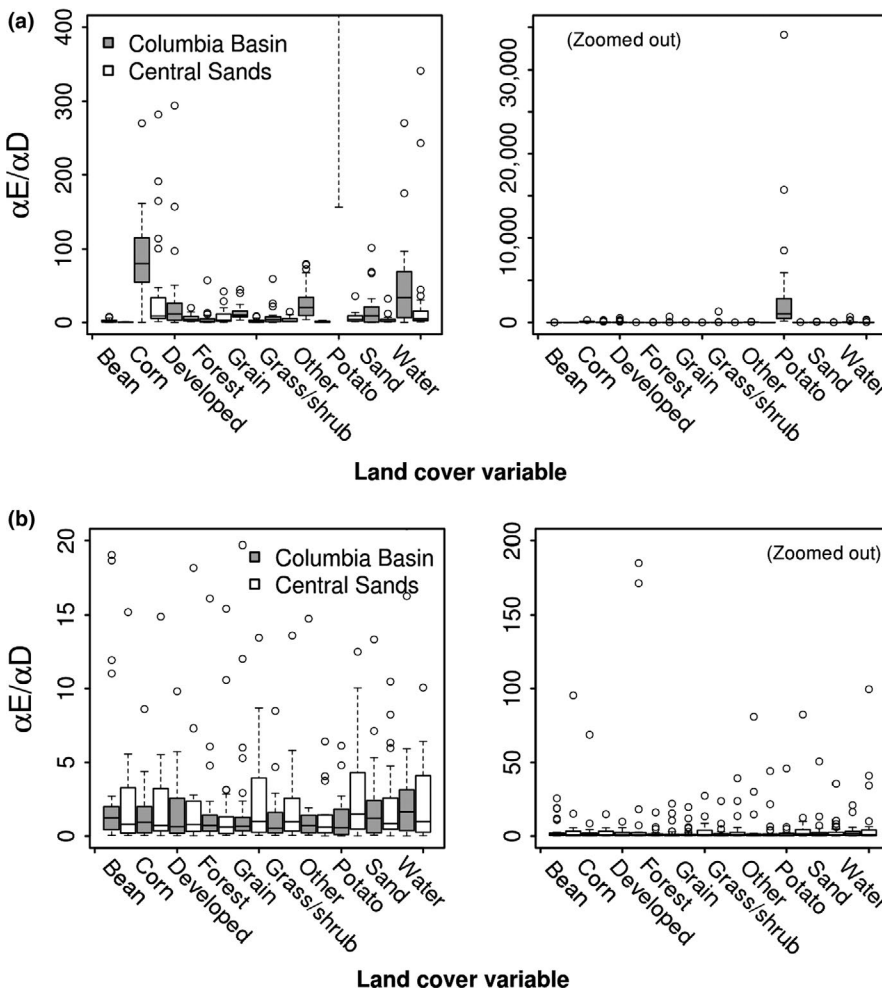 (a)
αE/αD
0 100 200 300 400
Columbia Basin
Central Sands
Bean Corn Developed Forest Grain Grass/shrub Other Potato Sand Water
(Zoomed out)
0 10,000 20,000 30,000
Bean Corn Developed Forest Grain Grass/shrub Other Potato Sand Water
Land cover variable
(b)
αE/αD
0 5 10 15 20
Columbia Basin
Central Sands
Bean Corn Developed Forest Grain Grass/shrub Other Potato Sand Water
(Zoomed out)
0 50 100 150 200
Bean Corn Developed Forest Grain Grass/shrub Other Potato Sand Water
Land cover variable